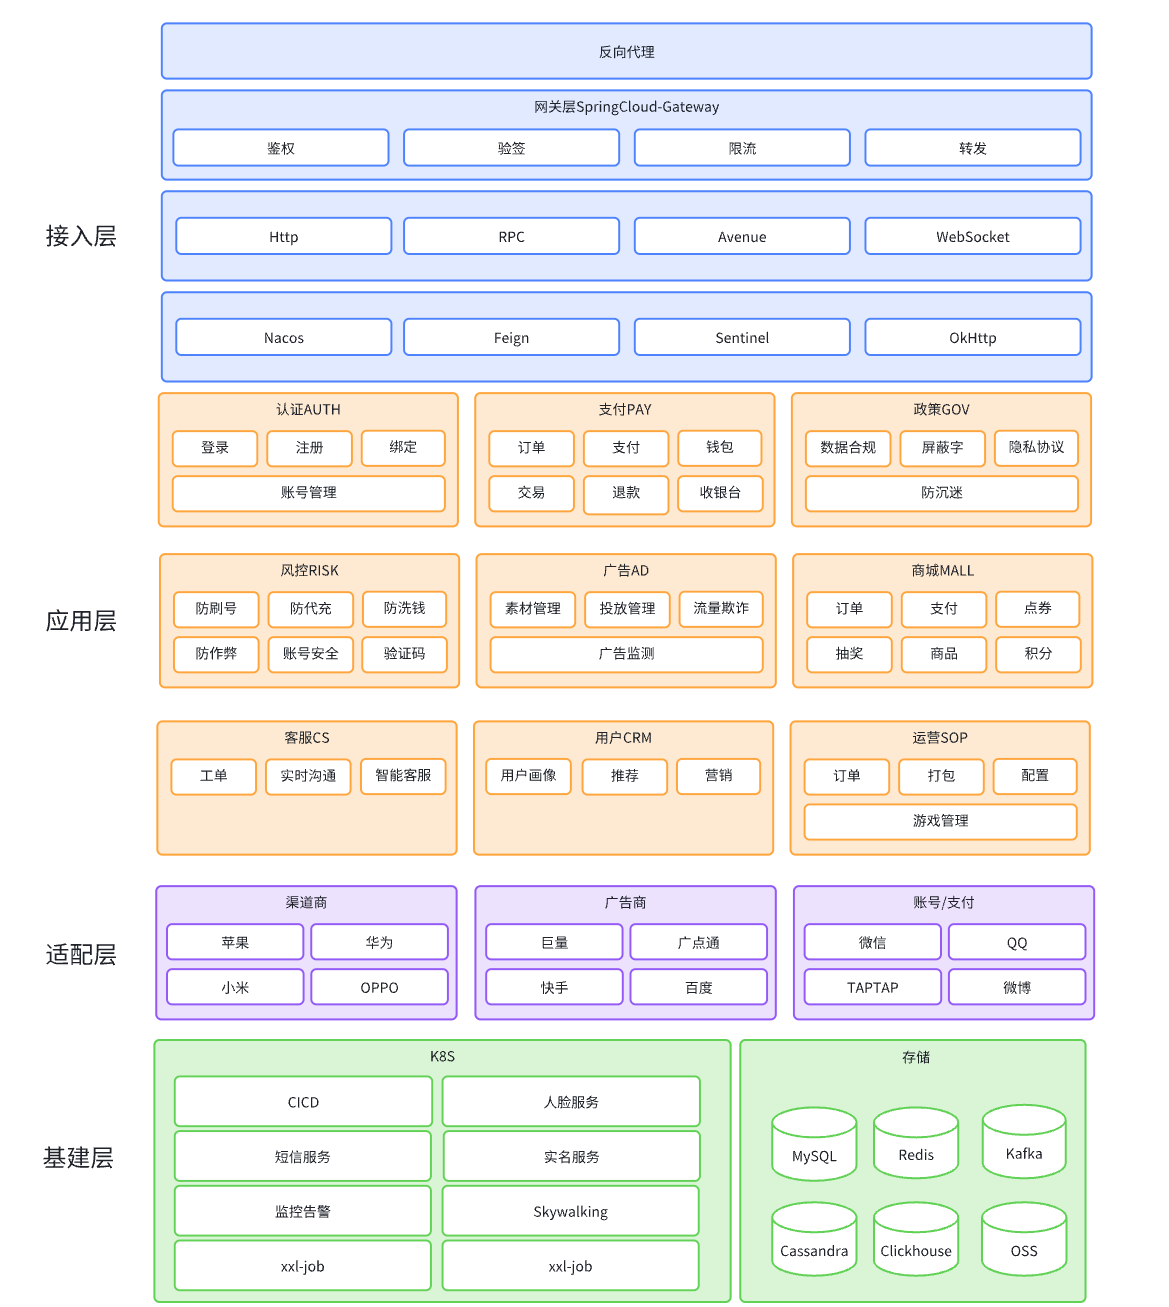 反向代理
网关层SpringCloud-Gateway
鉴权 验签 限流 转发
接入层
Http RPC Avenue WebSocket
Nacos Feign Sentinel OkHttp
认证AUTH 支付PAY 政策GOV
登录 注册 绑定 订单 支付 钱包 数据合规 屏蔽字 隐私协议
账号管理 交易 退款 收银台 防沉迷
风控RISK 广告AD 商城MALL
防刷号 防代充 防洗钱 素材管理 投放管理 流量欺诈 订单 支付 点券
应用层
防作弊 账号安全 验证码 广告监测 抽奖 商品 积分
客服CS 用户CRM 运营SOP
工单 实时沟通 智能客服 用户画像 推荐 营销 订单 打包 配置
游戏管理
渠道商 广告商 账号/支付
苹果 华为 巨量 广点通 微信 QQ
适配层
小米 OPPO 快手 百度 TAPTAP 微博
K8S 存储
CICD 人脸服务
短信服务 实名服务 MySQL Redis Kafka
基建层
监控告警 Skywalking
xxl-job xxl-job Cassandra Clickhouse OSS